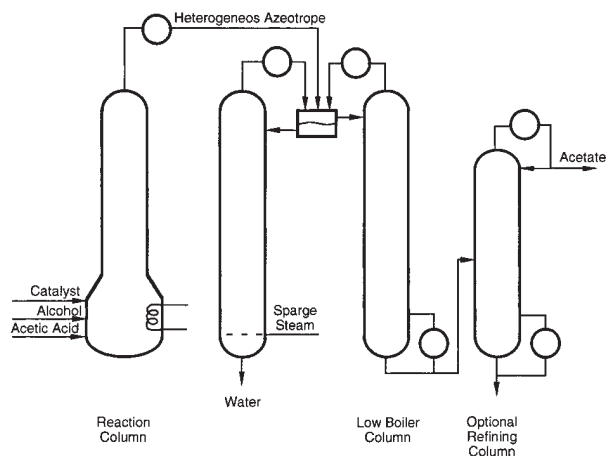 Heterogeneos Azeotrope
Acetate
Catalyst
Alcohol
Acetic Acid
Sparge
Steam
Water
Reaction
Column
Low Boiler
Column
Optional
Refining
Column